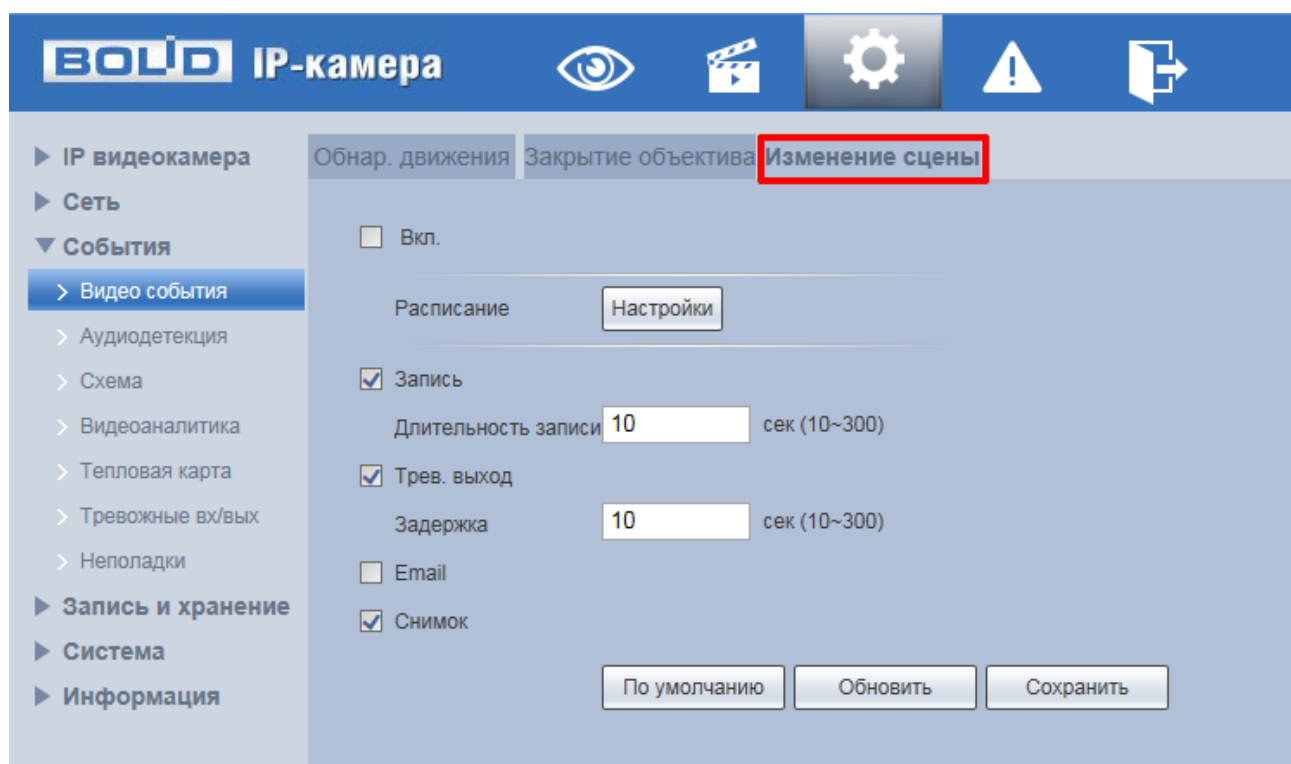 BOLID IP-камера
IP видеокамера
Сеть
События
Видео события
Аудиодетекция
Схема
Видеоаналитика
Тепловая карта
Тревожные вх/вых
Неполадки
Запись и хранение
Система
Информация
Обнар. движения Закрытие объектива Изменение сцены
Вкл.
Расписание Настройки
Запись
Длительность записи 10 сек (10~300)
Трев. выход
Задержка 10 сек (10~300)
Email
Снимок
По умолчанию Обновить Сохранить